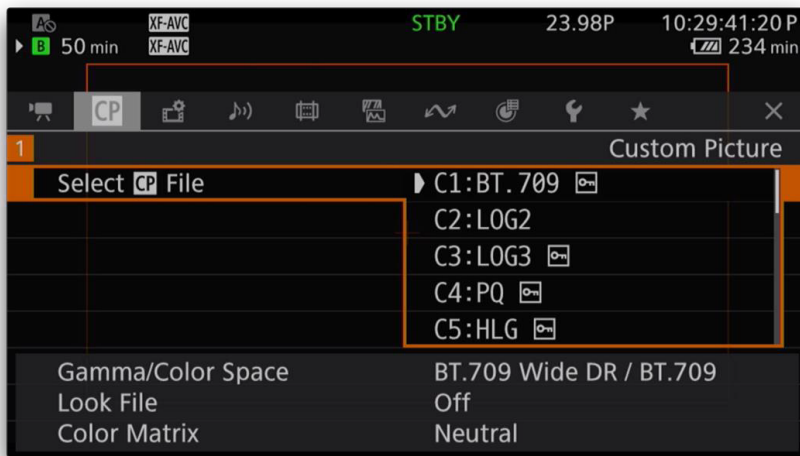 A XF-AVC STBY 23.98P 10:29:41:20 P
B 50 min XF-AVC 234 min
CP
1 Custom Picture
Select CP File C1:BT.709
C2:LOG2
C3:LOG3
C4:PQ
C5:HLG
Gamma/Color Space BT.709 Wide DR / BT.709
Look File Off
Color Matrix Neutral